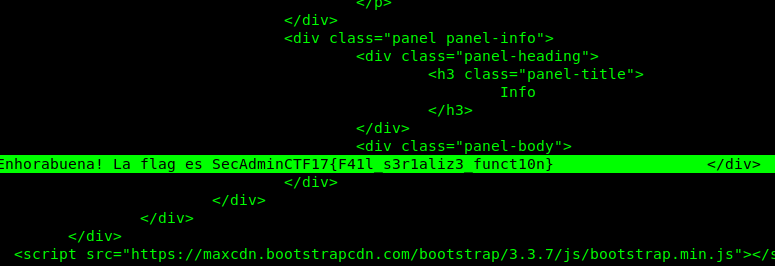 </p>
</div>
<div class="panel panel-info">
<div class="panel-heading">
<h3 class="panel-title">
Info
</h3>
</div>
<div class="panel-body">
Enhorabuena! La flag es SecAdminCTF17{F41l_s3r1aliz3_funct10n} </div>
</div>
</div>
</div>
</div>
<script src="https://maxcdn.bootstrapcdn.com/bootstrap/3.3.7/js/bootstrap.min.js"></s